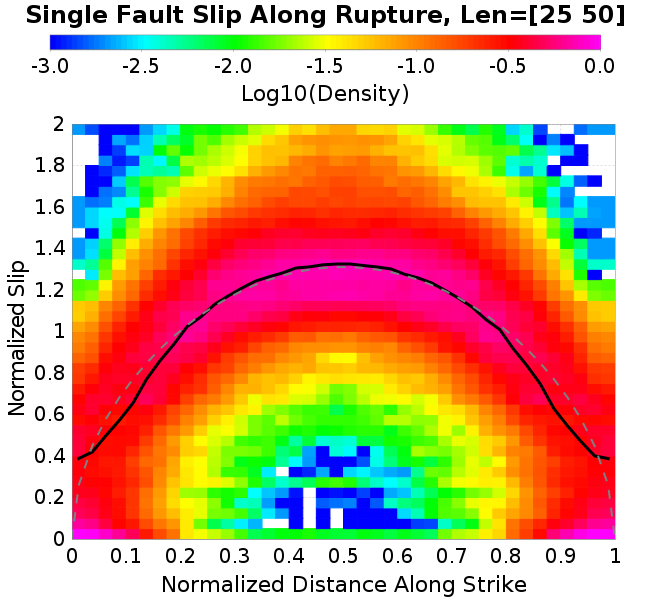 Single Fault Slip Along Rupture, Len=[25 50]
-3.0 -2.5 -2.0 -1.5 -1.0 -0.5 0.0
Log10(Density)
2
1.8
1.6
1.4
1.2
1
0.8
0.6
0.4
0.2
0
Normalized Slip
0 0.1 0.2 0.3 0.4 0.5 0.6 0.7 0.8 0.9 1
Normalized Distance Along Strike